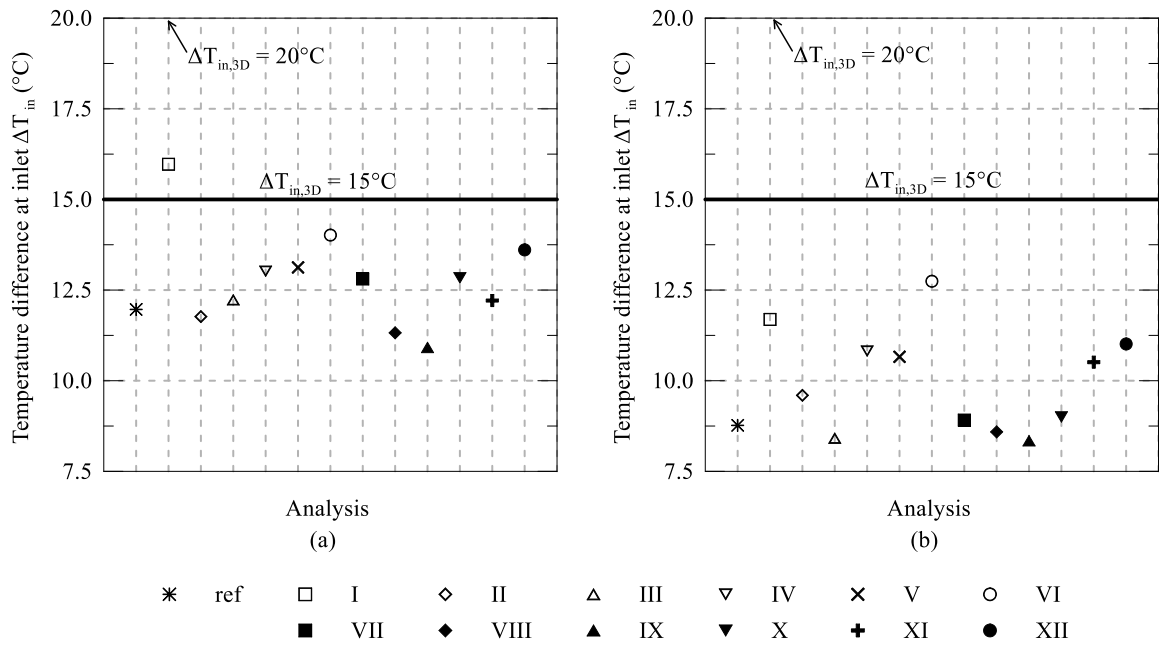 20.0
17.5
15.0
12.5
10.0
7.5
Temperature difference at inlet ΔT_in (°C)
ΔT_in,3D = 20°C
ΔT_in,3D = 15°C
Analysis
(a)
20.0
17.5
15.0
12.5
10.0
7.5
Temperature difference at inlet ΔT_in (°C)
ΔT_in,3D = 20°C
ΔT_in,3D = 15°C
Analysis
(b)
ref I II III IV V VI
VII VIII IX X XI XII